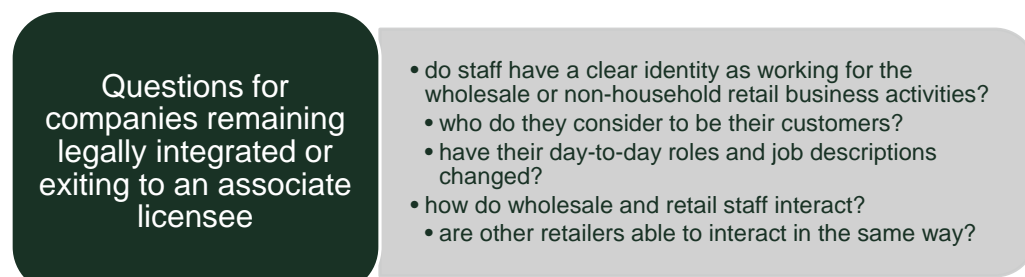 Questions for
companies remaining
legally integrated or
exiting to an associate
licensee
• do staff have a clear identity as working for the
wholesale or non-household retail business activities?
• who do they consider to be their customers?
• have their day-to-day roles and job descriptions
changed?
• how do wholesale and retail staff interact?
• are other retailers able to interact in the same way?